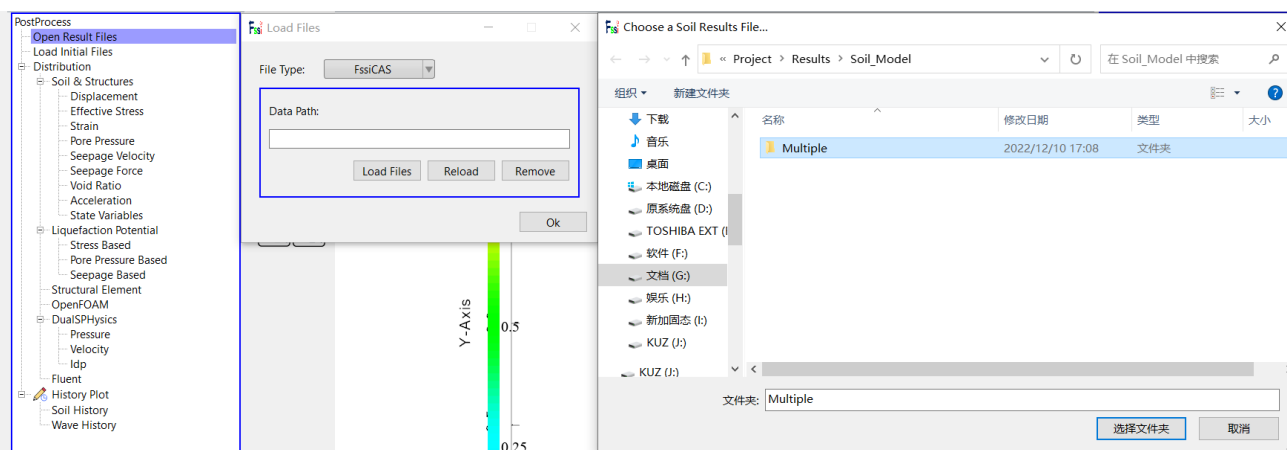 PostProcess
Open Result Files
Load Initial Files
Distribution
Soil & Structures
Displacement
Effective Stress
Strain
Pore Pressure
Seepage Velocity
Seepage Force
Void Ratio
Acceleration
State Variables
Liquefaction Potential
Stress Based
Pore Pressure Based
Seepage Based
Structural Element
OpenFOAM
DualSPHysics
Pressure
Velocity
Idp
Fluent
History Plot
Soil History
Wave History
Fssi Load Files
File Type: FssiCAS
Data Path:
Load Files Reload Remove
Ok
Y-Axis
0.5
0.25
Fssi Choose a Soil Results File...
« Project > Results > Soil_Model
在 Soil_Model 中搜索
组织 新建文件夹
名称 修改日期 类型 大小
Multiple 2022/12/10 17:08 文件夹
下载
音乐
桌面
本地磁盘 (C:)
原系统盘 (D:)
TOSHIBA EXT (
软件 (F:)
文档 (G:)
娱乐 (H:)
新加固态 (I:)
KUZ (J:)
KUZ (J:)
文件夹: Multiple
选择文件夹 取消